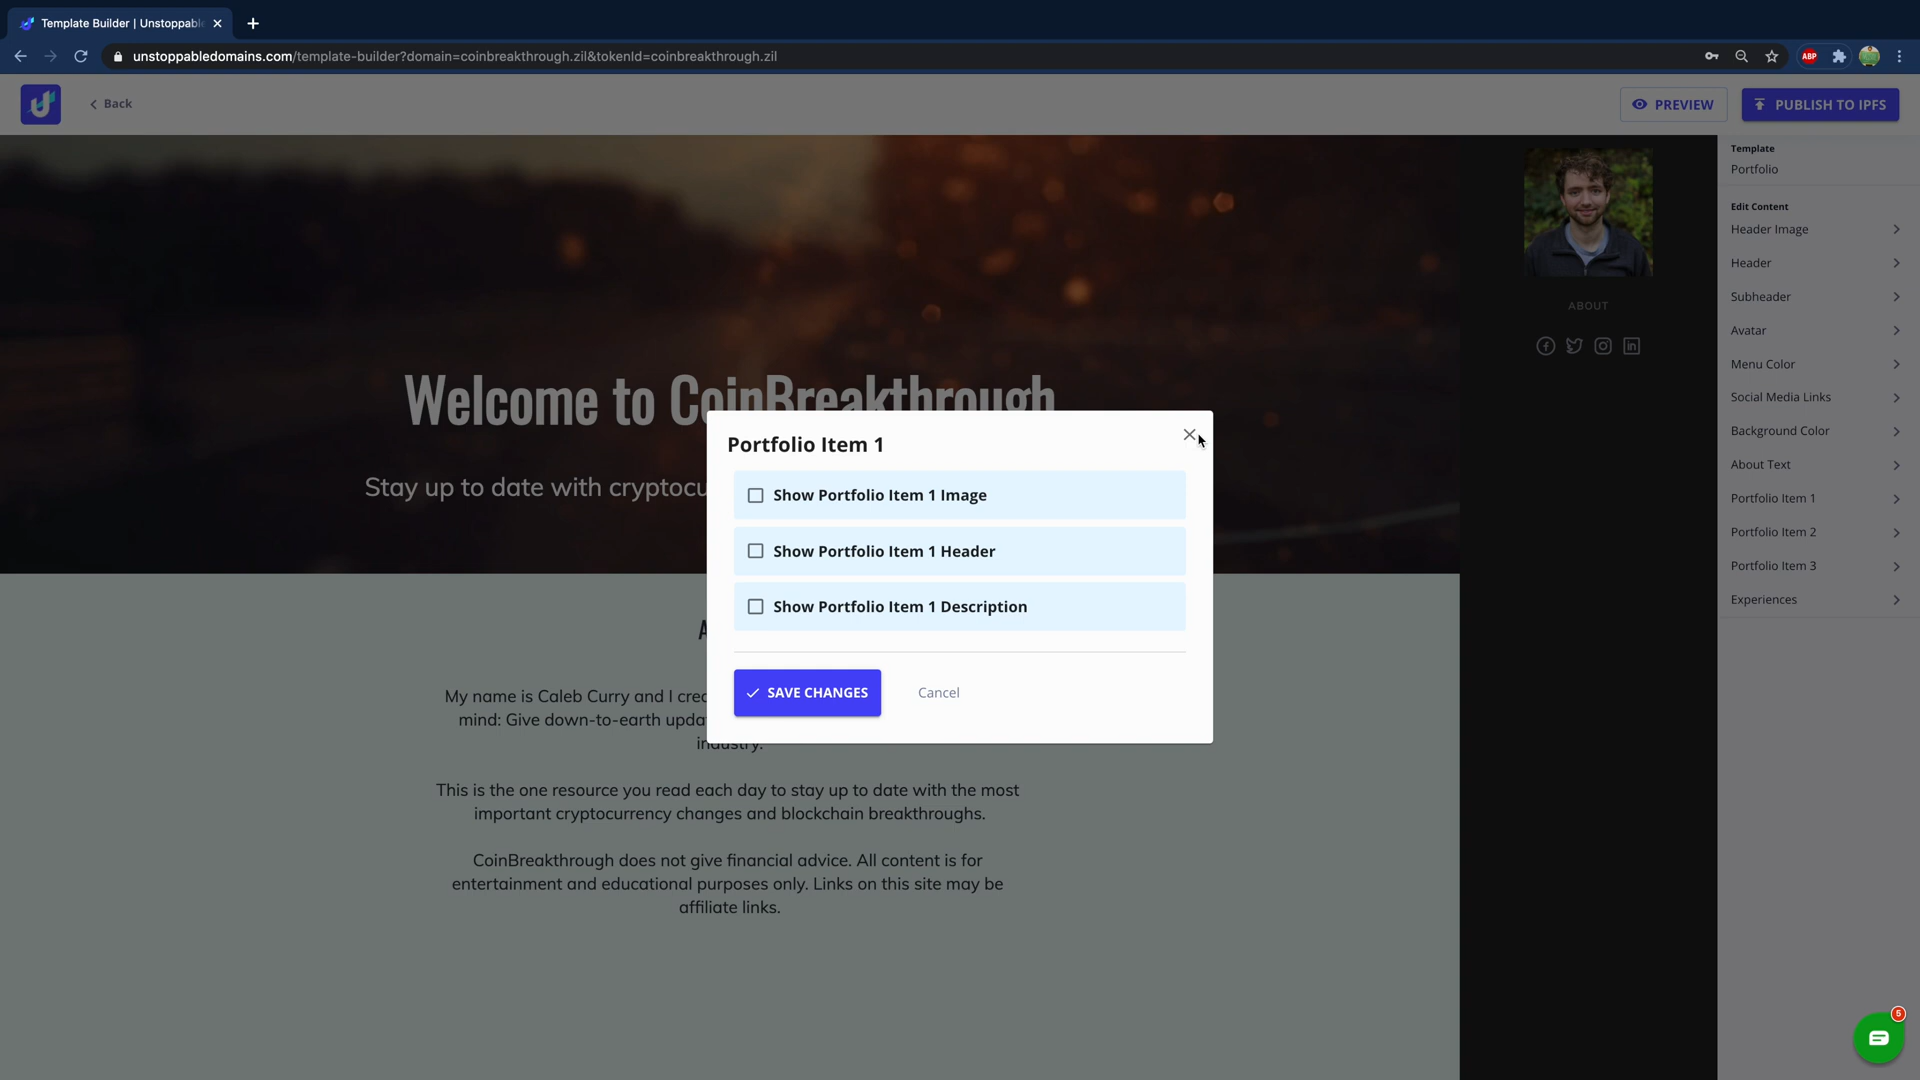 Template Builder | Unstoppabl
unstoppabledomains.com/template-builder?domain=coinbreakthrough.zil&tokenId=coinbreakthrough.zil
ABP
Back
PREVIEW
PUBLISH TO IPFS
Template
Portfolio
Edit Content
Header Image
Header
Subheader
Avatar
Menu Color
Social Media Links
Background Color
About Text
Portfolio Item 1
Portfolio Item 2
Portfolio Item 3
Experiences
ABOUT
Welcome to CoinBreakthrough
Stay up to date with cryptocu
Portfolio Item 1
Show Portfolio Item 1 Image
Show Portfolio Item 1 Header
Show Portfolio Item 1 Description
SAVE CHANGES
Cancel
My name is Caleb Curry and I crea
mind: Give down-to-earth upda
industry.
This is the one resource you read each day to stay up to date with the most
important cryptocurrency changes and blockchain breakthroughs.
CoinBreakthrough does not give financial advice. All content is for
entertainment and educational purposes only. Links on this site may be
affiliate links.
5